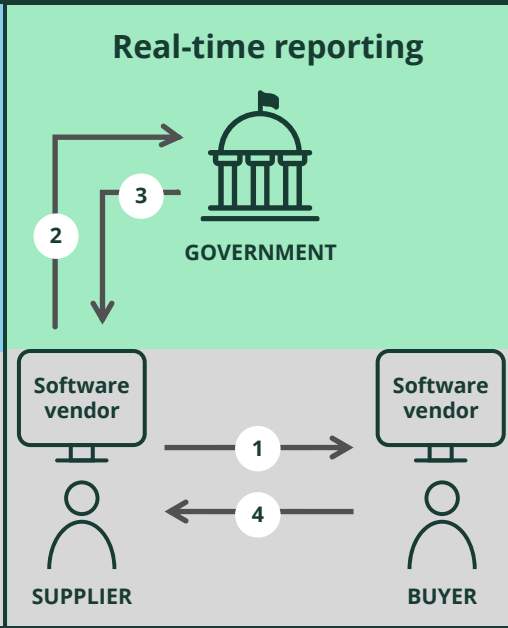 Real-time reporting
3
2
GOVERNMENT
Software
vendor
Software
vendor
1
4
SUPPLIER
BUYER